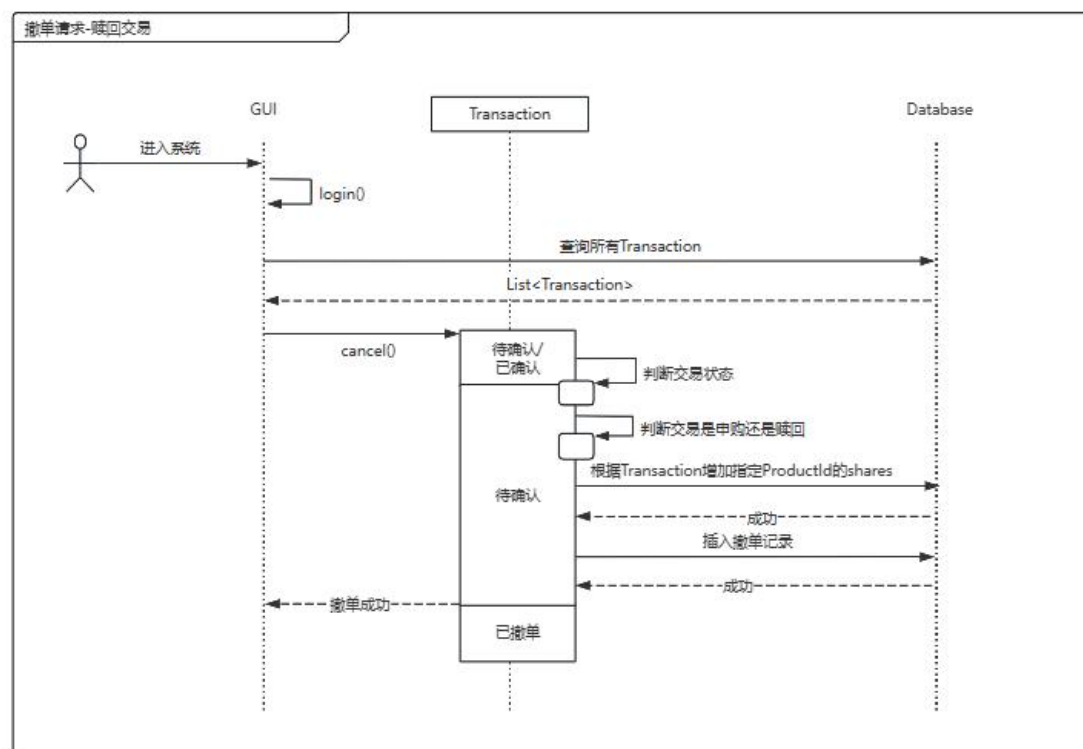 撤单请求-赎回交易
GUI
Transaction
Database
进入系统
login()
查询所有Transaction
List<Transaction>
cancel()
待确认/
已确认
判断交易状态
判断交易是申购还是赎回
根据Transaction增加指定ProductId的shares
待确认
成功
插入撤单记录
成功
撤单成功
已撤单